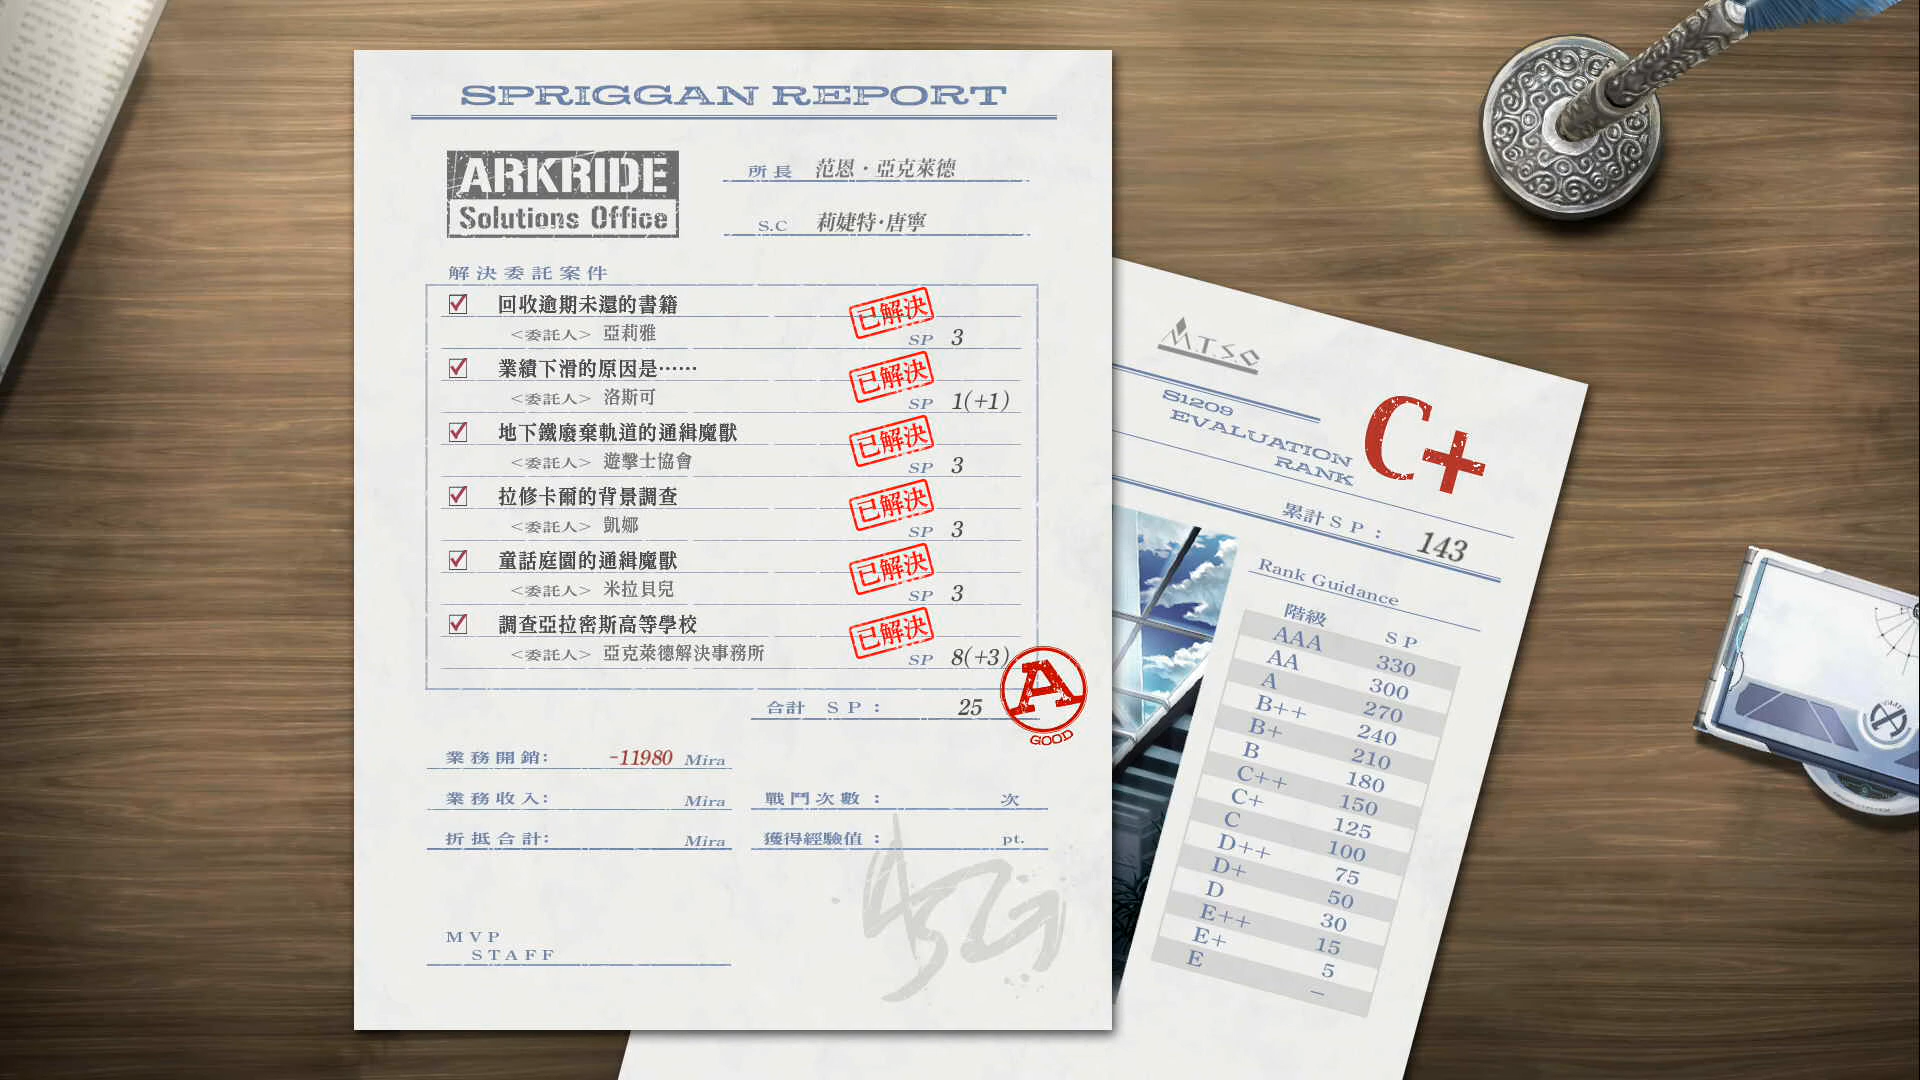 SPRIGGAN REPORT
ARKRIDE
Solutions Office
所長 范恩·亞克萊德
S.C 莉婕特·唐寧
解決委託案件
回收逾期未還的書籍
<委託人> 亞莉雅
已解決
SP 3
業績下滑的原因是……
<委託人> 洛斯可
已解決
SP 1(+1)
地下鐵廢棄軌道的通緝魔獸
<委託人> 遊擊士協會
已解決
SP 3
拉修卡爾的背景調查
<委託人> 凱娜
已解決
SP 3
童話庭園的通緝魔獸
<委託人> 米拉貝兒
已解決
SP 3
調查亞拉密斯高等學校
<委託人> 亞克萊德解決事務所
已解決
SP 8(+3)
合計 SP: 25
A
GOOD
業務開銷: -11980 Mira
業務收入: Mira
戰鬥次數: 次
折抵合計: Mira
獲得經驗值: pt.
MVP
STAFF
M.T.S.C
S1209
EVALUATION
RANK
C+
累計SP: 143
Rank Guidance
階級 SP
AAA 330
AA 300
A 270
B++ 240
B+ 210
B 180
C++ 150
C+ 125
C 100
D++ 75
D+ 50
D 30
E++ 15
E+ 5
E –